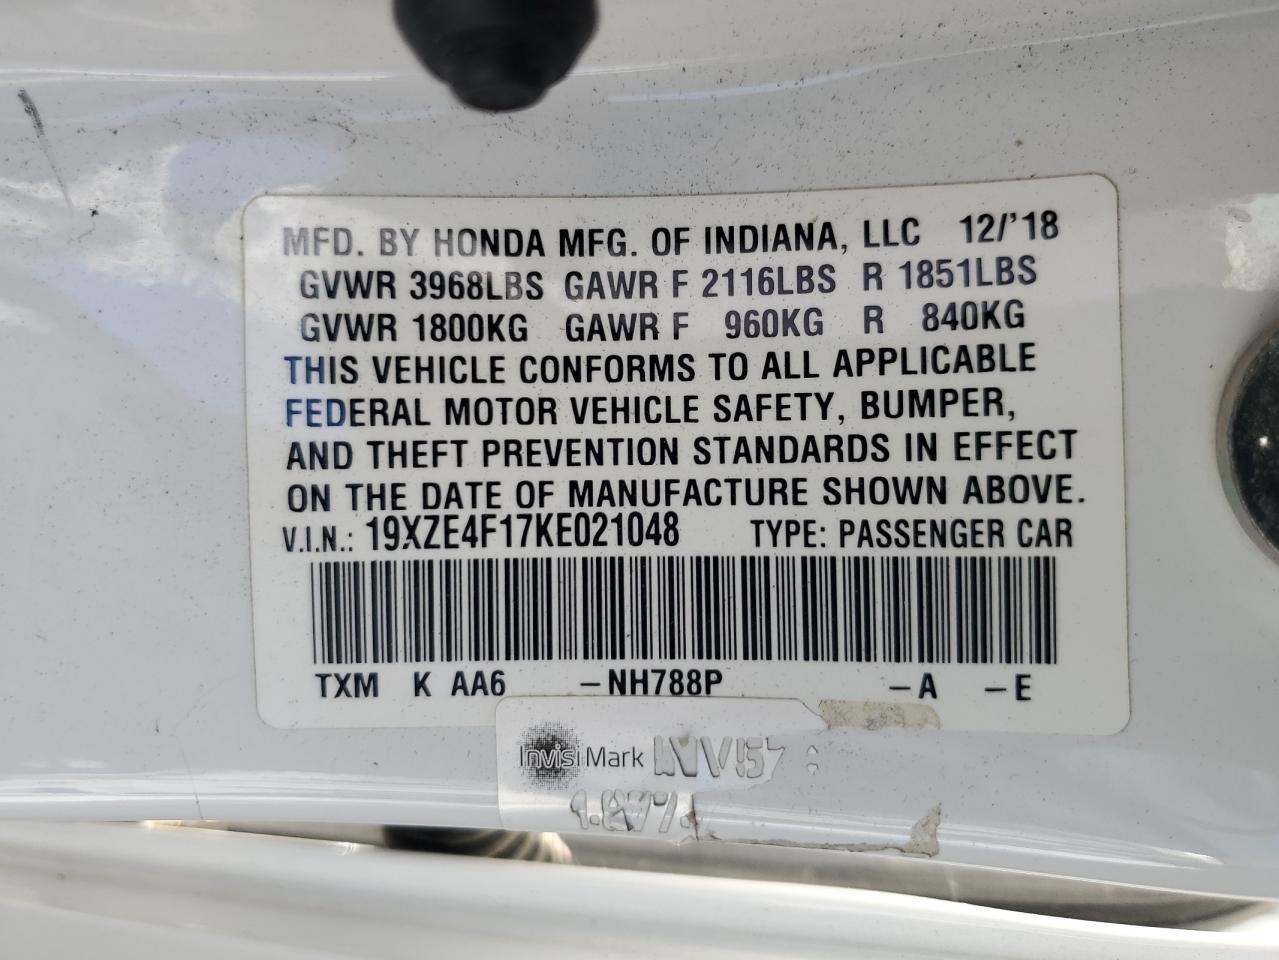 MFD. BY HONDA MFG. OF INDIANA, LLC 12/'18
GVWR 3968LBS GAWR F 2116LBS R 1851LBS
GVWR 1800KG GAWR F 960KG R 840KG
THIS VEHICLE CONFORMS TO ALL APPLICABLE
FEDERAL MOTOR VEHICLE SAFETY, BUMPER,
AND THEFT PREVENTION STANDARDS IN EFFECT
ON THE DATE OF MANUFACTURE SHOWN ABOVE.
V.I.N.: 19XZE4F17KE021048 TYPE: PASSENGER CAR
TXM K AA6 -NH788P -A -E
InvisiMark